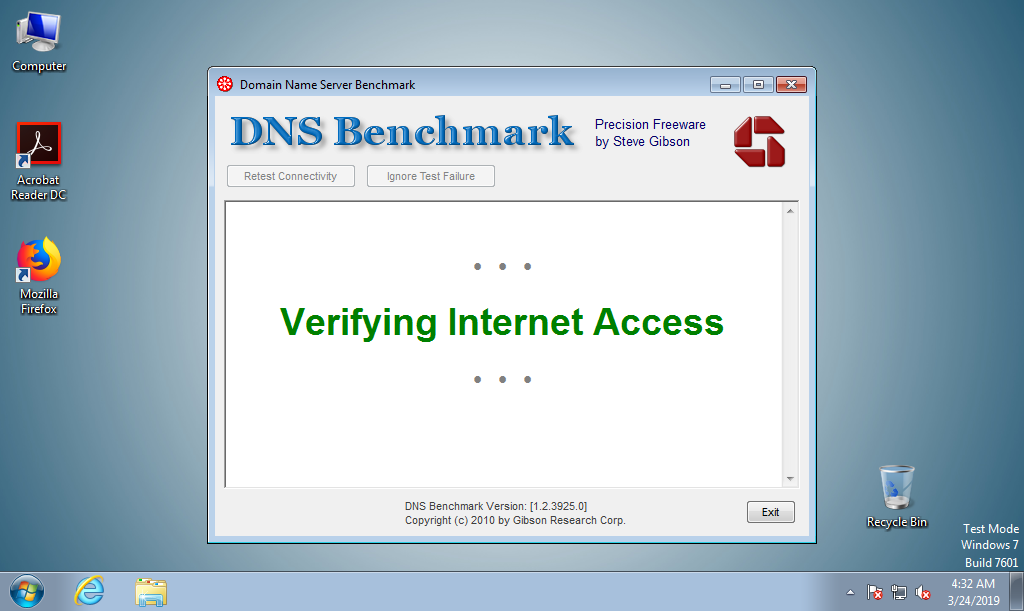 Computer
Acrobat
Reader DC
Mozilla
Firefox
Domain Name Server Benchmark
DNS Benchmark
Precision Freeware
by Steve Gibson
Retest Connectivity
Ignore Test Failure
Verifying Internet Access
DNS Benchmark Version: [1.2.3925.0]
Copyright (c) 2010 by Gibson Research Corp.
Exit
Recycle Bin
Test Mode
Windows 7
Build 7601
4:32 AM
3/24/2019